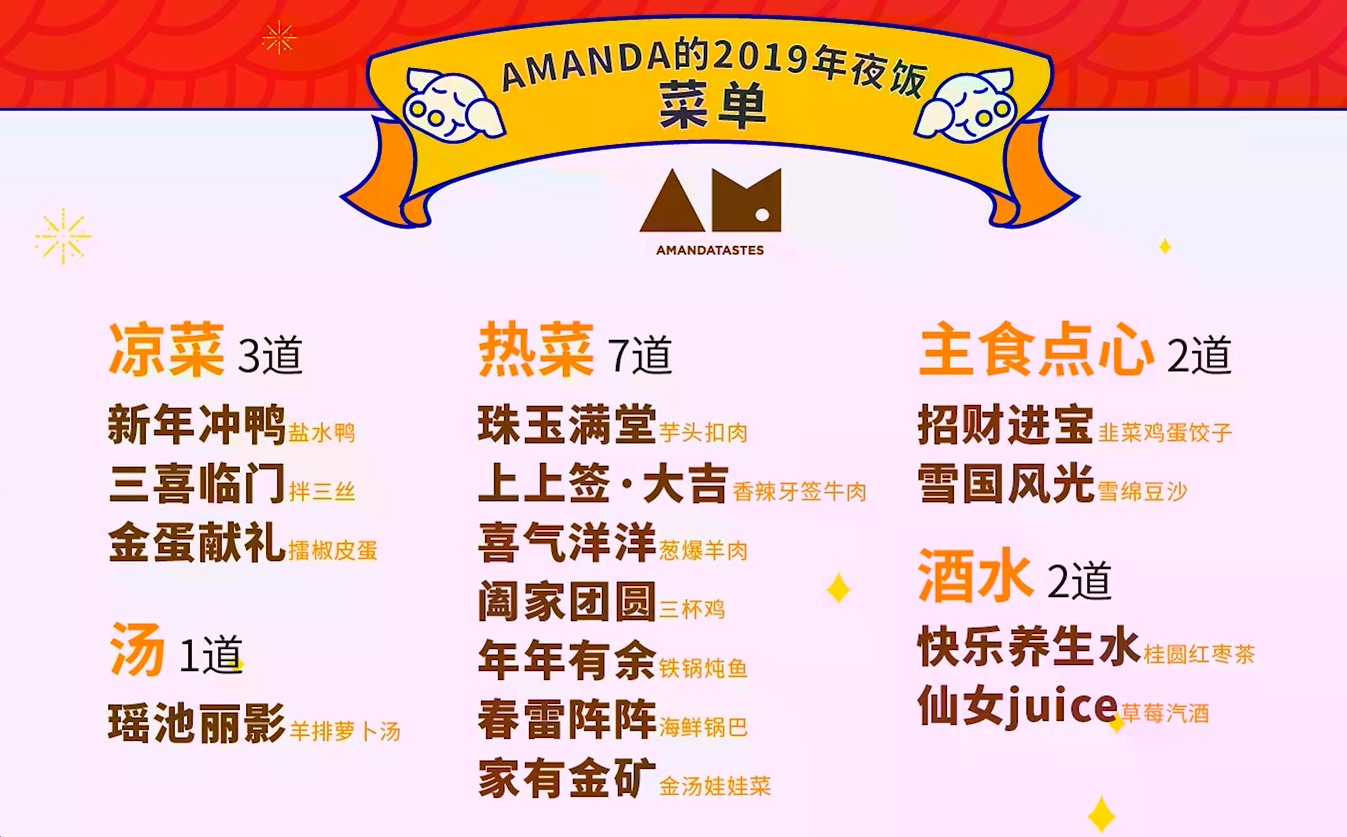 AMANDA的2019年夜饭
菜单
AMANDATASTES
凉菜 3道
新年冲鸭盐水鸭
三喜临门拌三丝
金蛋献礼擂椒皮蛋
汤 1道
瑶池丽影羊排萝卜汤
热菜 7道
珠玉满堂芋头扣肉
上上签·大吉香辣牙签牛肉
喜气洋洋葱爆羊肉
阖家团圆三杯鸡
年年有余铁锅炖鱼
春雷阵阵海鲜锅巴
家有金矿金汤娃娃菜
主食点心 2道
招财进宝韭菜鸡蛋饺子
雪国风光雪绵豆沙
酒水 2道
快乐养生水桂圆红枣茶
仙女juice草莓汽酒